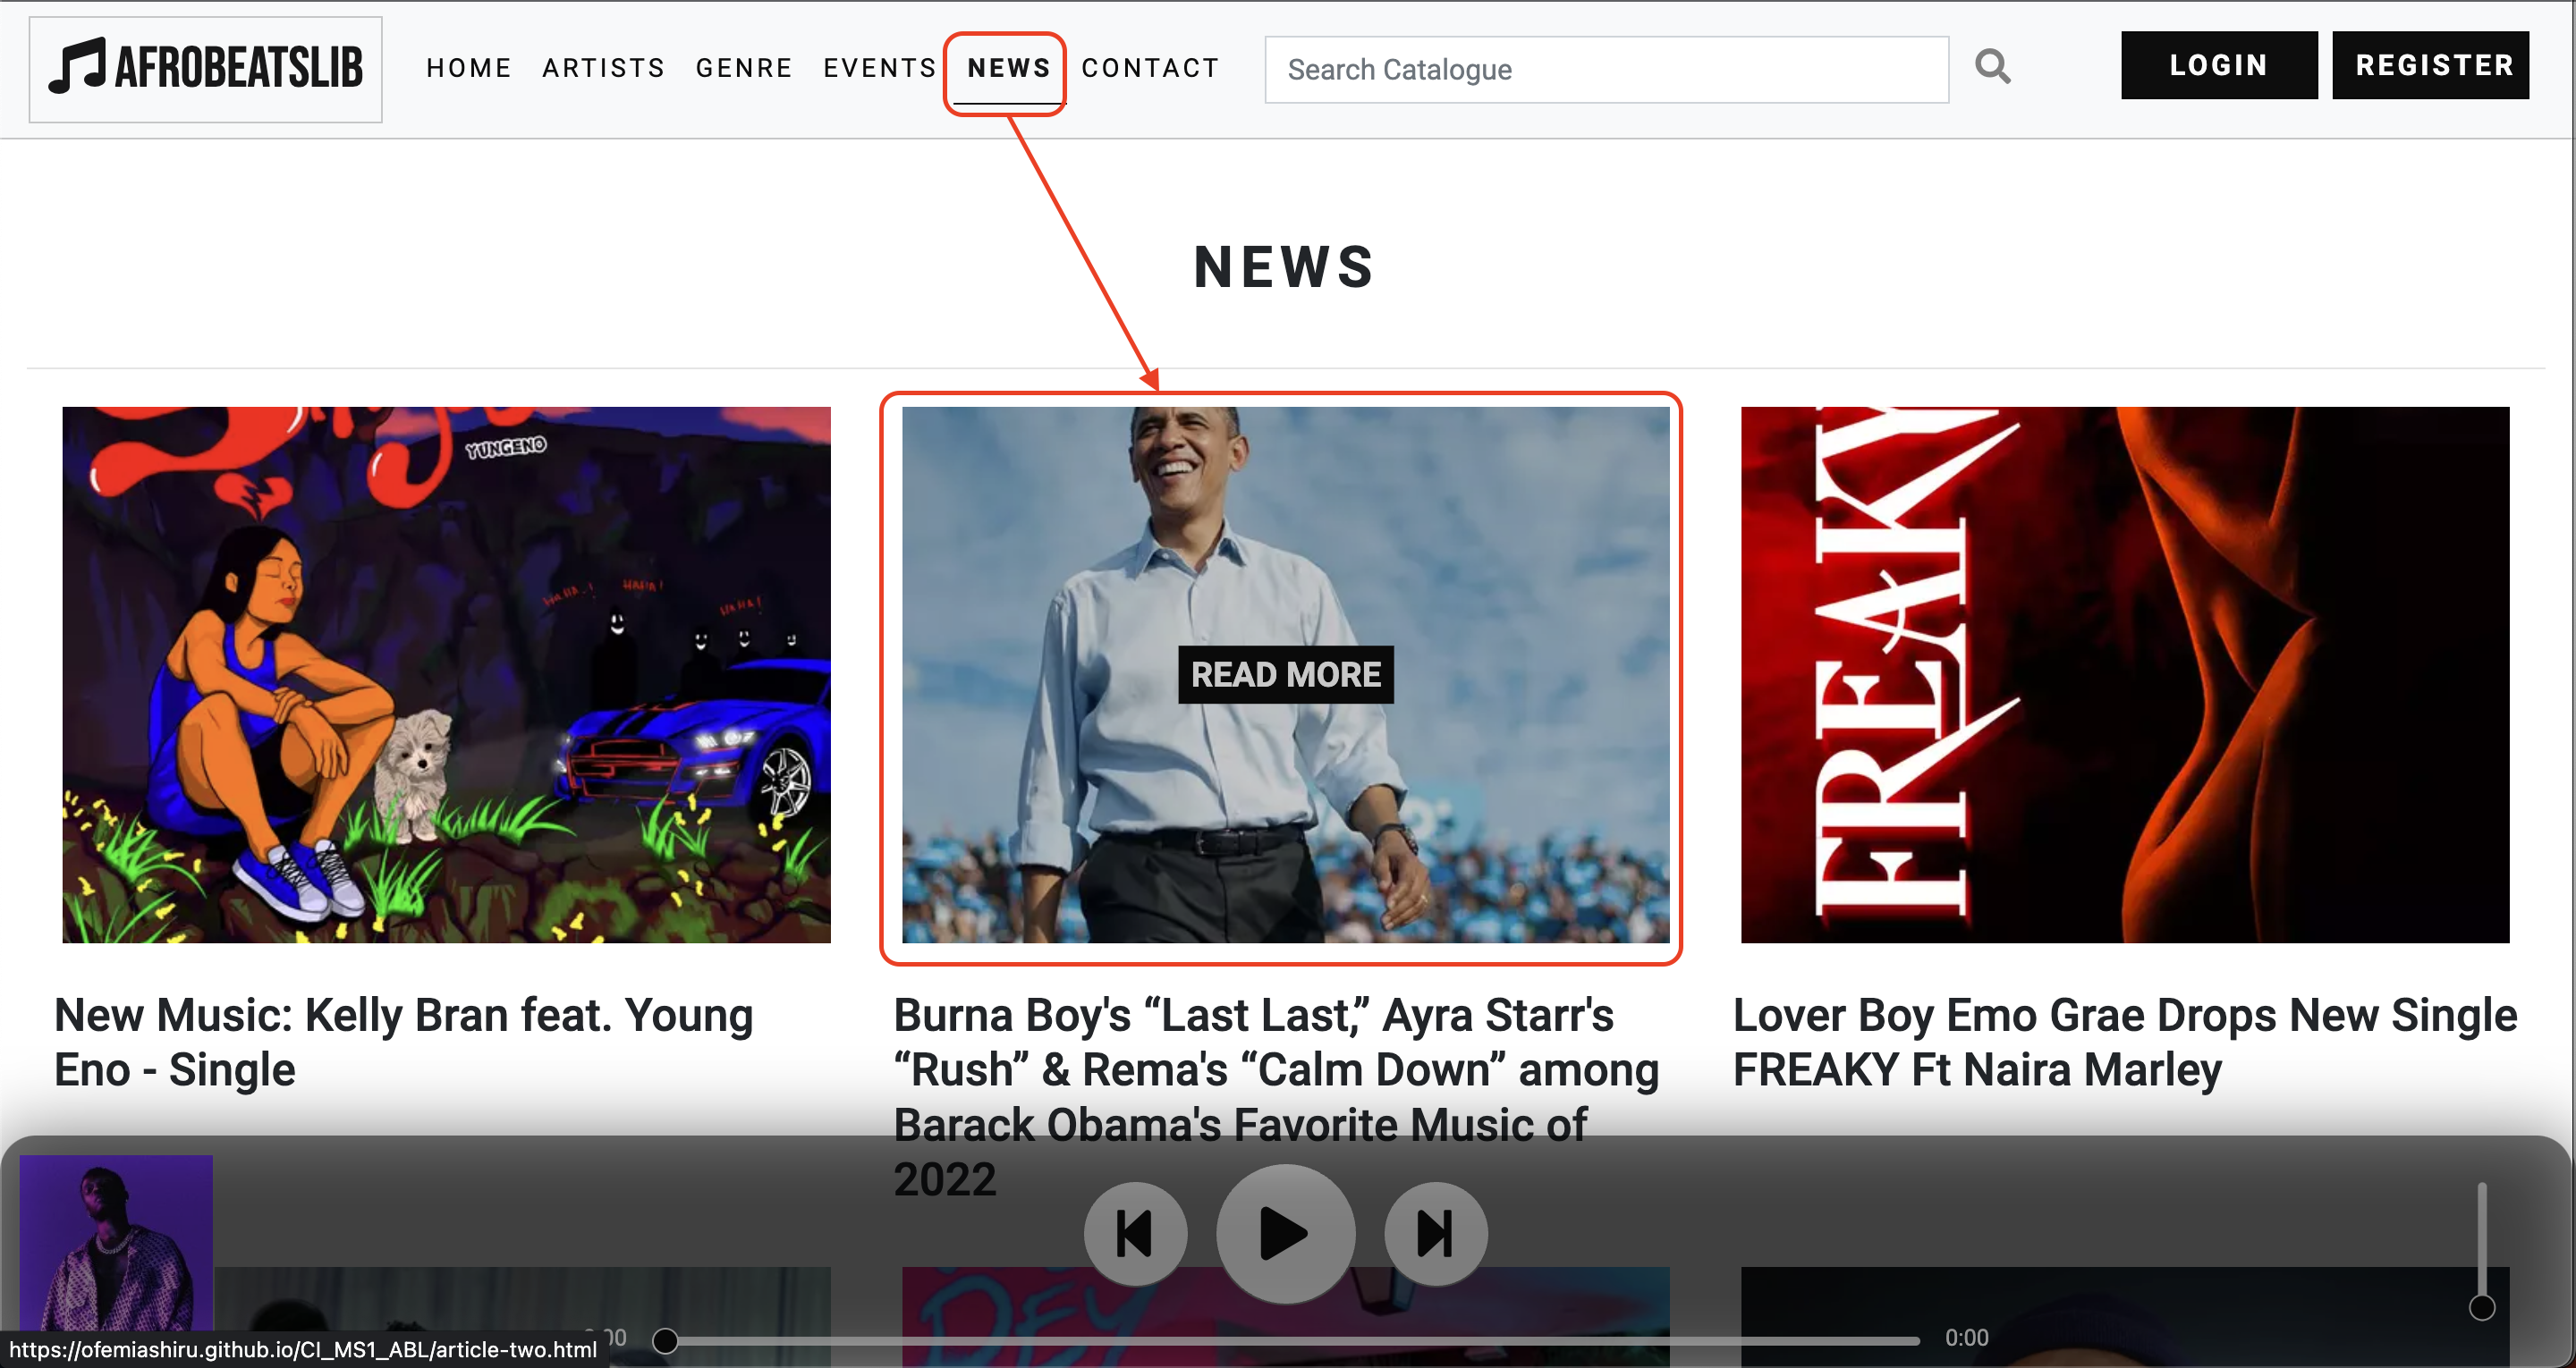 AFROBEATSLIB
HOME ARTISTS GENRE EVENTS NEWS CONTACT
Search Catalogue
LOGIN REGISTER
NEWS
YUNGENO
HAHA..!
HAHA!
HAHA!
READ MORE
FREAKY
New Music: Kelly Bran feat. Young
Eno - Single
Burna Boy's “Last Last,” Ayra Starr's
“Rush” & Rema's “Calm Down” among
Barack Obama's Favorite Music of
2022
Lover Boy Emo Grae Drops New Single
FREAKY Ft Naira Marley
DEY
0:00
https://ofemiashiru.github.io/CI_MS1_ABL/article-two.html